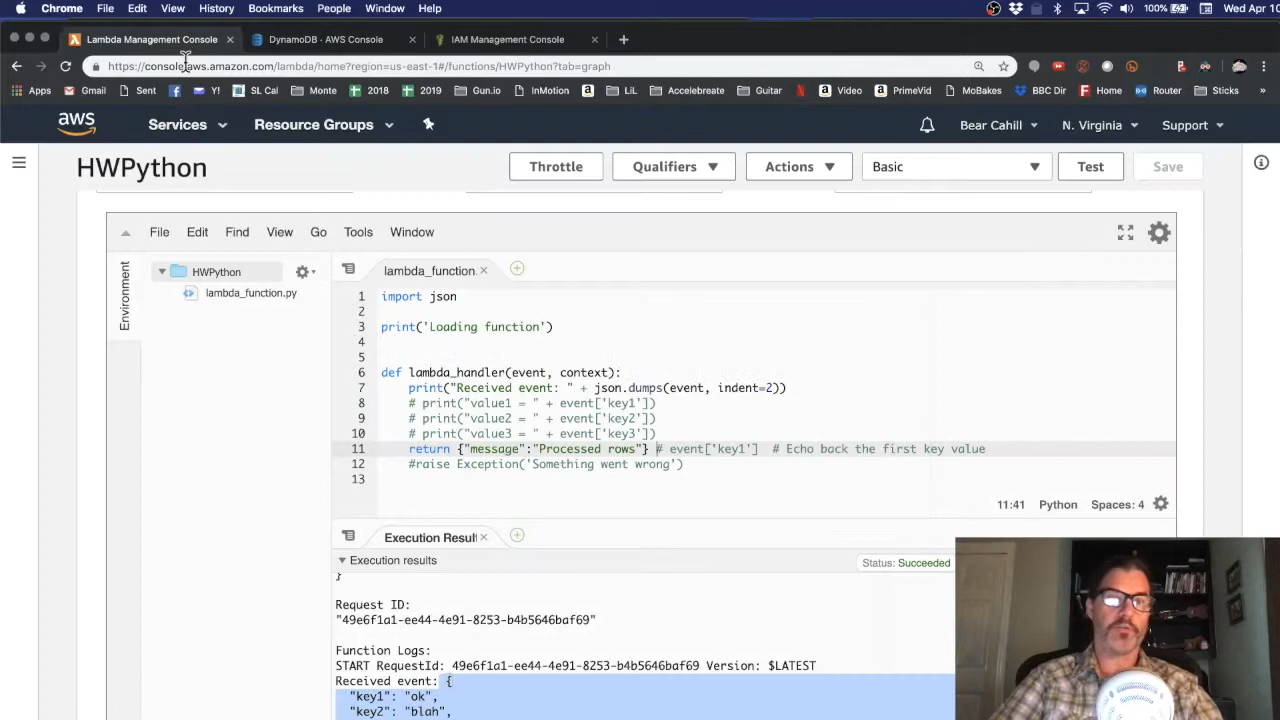 Chrome File Edit View History Bookmarks People Window Help 100% Wed Apr 10
Lambda Management Console DynamoDB - AWS Console IAM Management Console
https://console.aws.amazon.com/lambda/home?region=us-east-1#/functions/HWPython?tab=graph
Apps Gmail Sent Y! SL Cal Monte 2018 2019 Gun.io InMotion LiL Accelebreate Guitar Video PrimeVid MoBakes BBC Dir Home Router Sticks »
aws Services Resource Groups Bear Cahill N. Virginia Support
HWPython Throttle Qualifiers Actions Basic Test Save
File Edit Find View Go Tools Window
Environment
HWPython
lambda_function.py
lambda_function.
1 import json
2
3 print('Loading function')
4
5
6 def lambda_handler(event, context):
7 print("Received event: " + json.dumps(event, indent=2))
8 # print("value1 = " + event['key1'])
9 # print("value2 = " + event['key2'])
10 # print("value3 = " + event['key3'])
11 return {"message":"Processed rows"} # event['key1'] # Echo back the first key value
12 #raise Exception('Something went wrong')
13
11:41 Python Spaces: 4
Execution Result
Execution results Status: Succeeded
}
Request ID:
"49e6f1a1-ee44-4e91-8253-b4b5646baf69"
Function Logs:
START RequestId: 49e6f1a1-ee44-4e91-8253-b4b5646baf69 Version: $LATEST
Received event: {
"key1": "ok",
"key2": "blah",